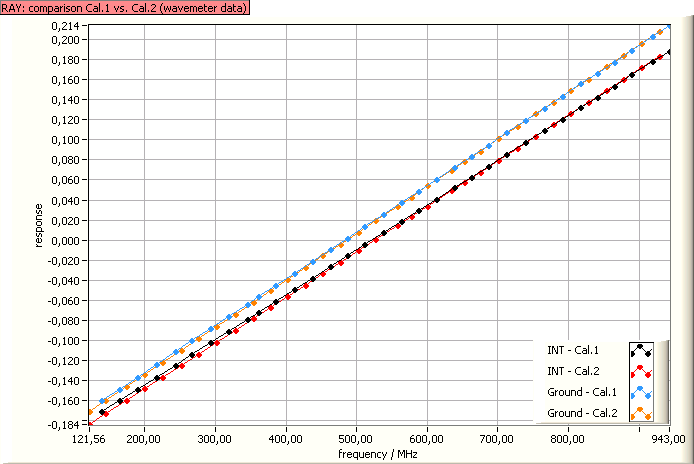 RAY: comparison Cal.1 vs. Cal.2 (wavemeter data)
0,214
0,200
0,180
0,160
0,140
0,120
0,100
0,080
0,060
0,040
0,020
0,000
-0,020
-0,040
-0,060
-0,080
-0,100
-0,120
-0,140
-0,160
-0,184
response
INT - Cal.1
INT - Cal.2
Ground - Cal.1
Ground - Cal.2
121,56 200,00 300,00 400,00 500,00 600,00 700,00 800,00 943,00
frequency / MHz